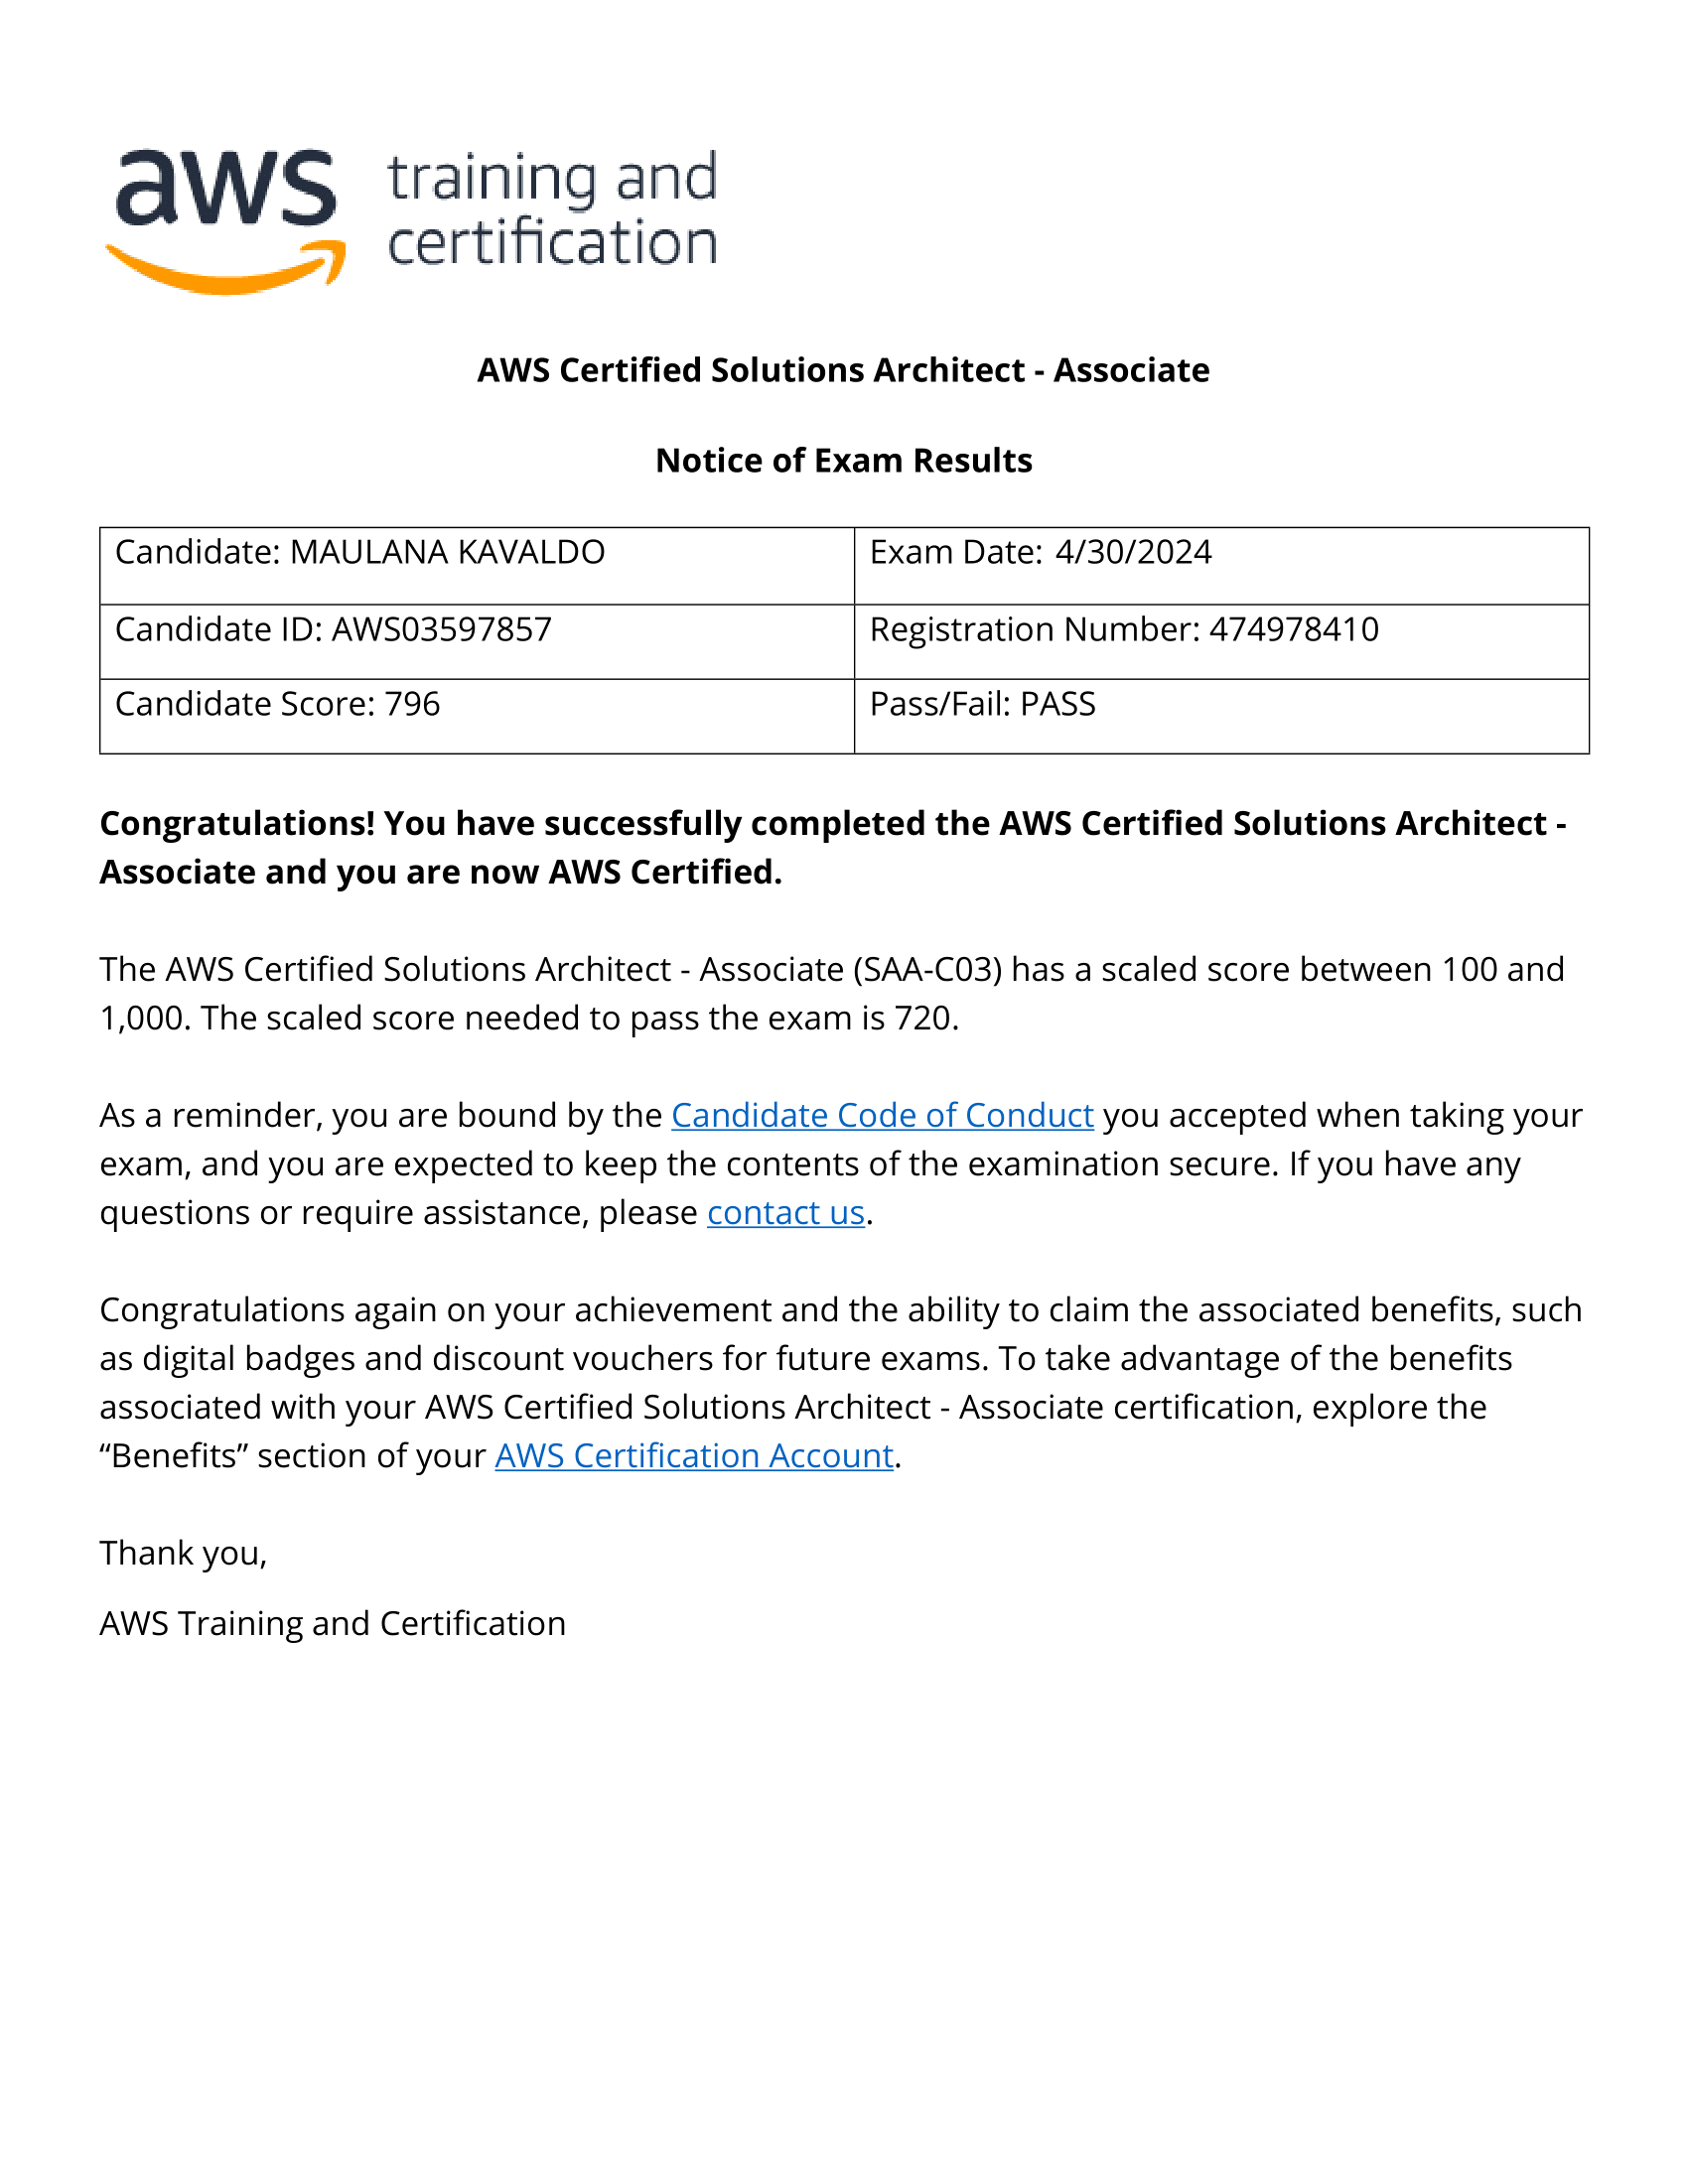 aws training and
certification
AWS Certified Solutions Architect - Associate
Notice of Exam Results
Candidate: MAULANA KAVALDO
Exam Date: 4/30/2024
Candidate ID: AWS03597857
Registration Number: 474978410
Candidate Score: 796
Pass/Fail: PASS
Congratulations! You have successfully completed the AWS Certified Solutions Architect -
Associate and you are now AWS Certified.
The AWS Certified Solutions Architect - Associate (SAA-C03) has a scaled score between 100 and
1,000. The scaled score needed to pass the exam is 720.
As a reminder, you are bound by the Candidate Code of Conduct you accepted when taking your
exam, and you are expected to keep the contents of the examination secure. If you have any
questions or require assistance, please contact us.
Congratulations again on your achievement and the ability to claim the associated benefits, such
as digital badges and discount vouchers for future exams. To take advantage of the benefits
associated with your AWS Certified Solutions Architect - Associate certification, explore the
“Benefits” section of your AWS Certification Account.
Thank you,
AWS Training and Certification